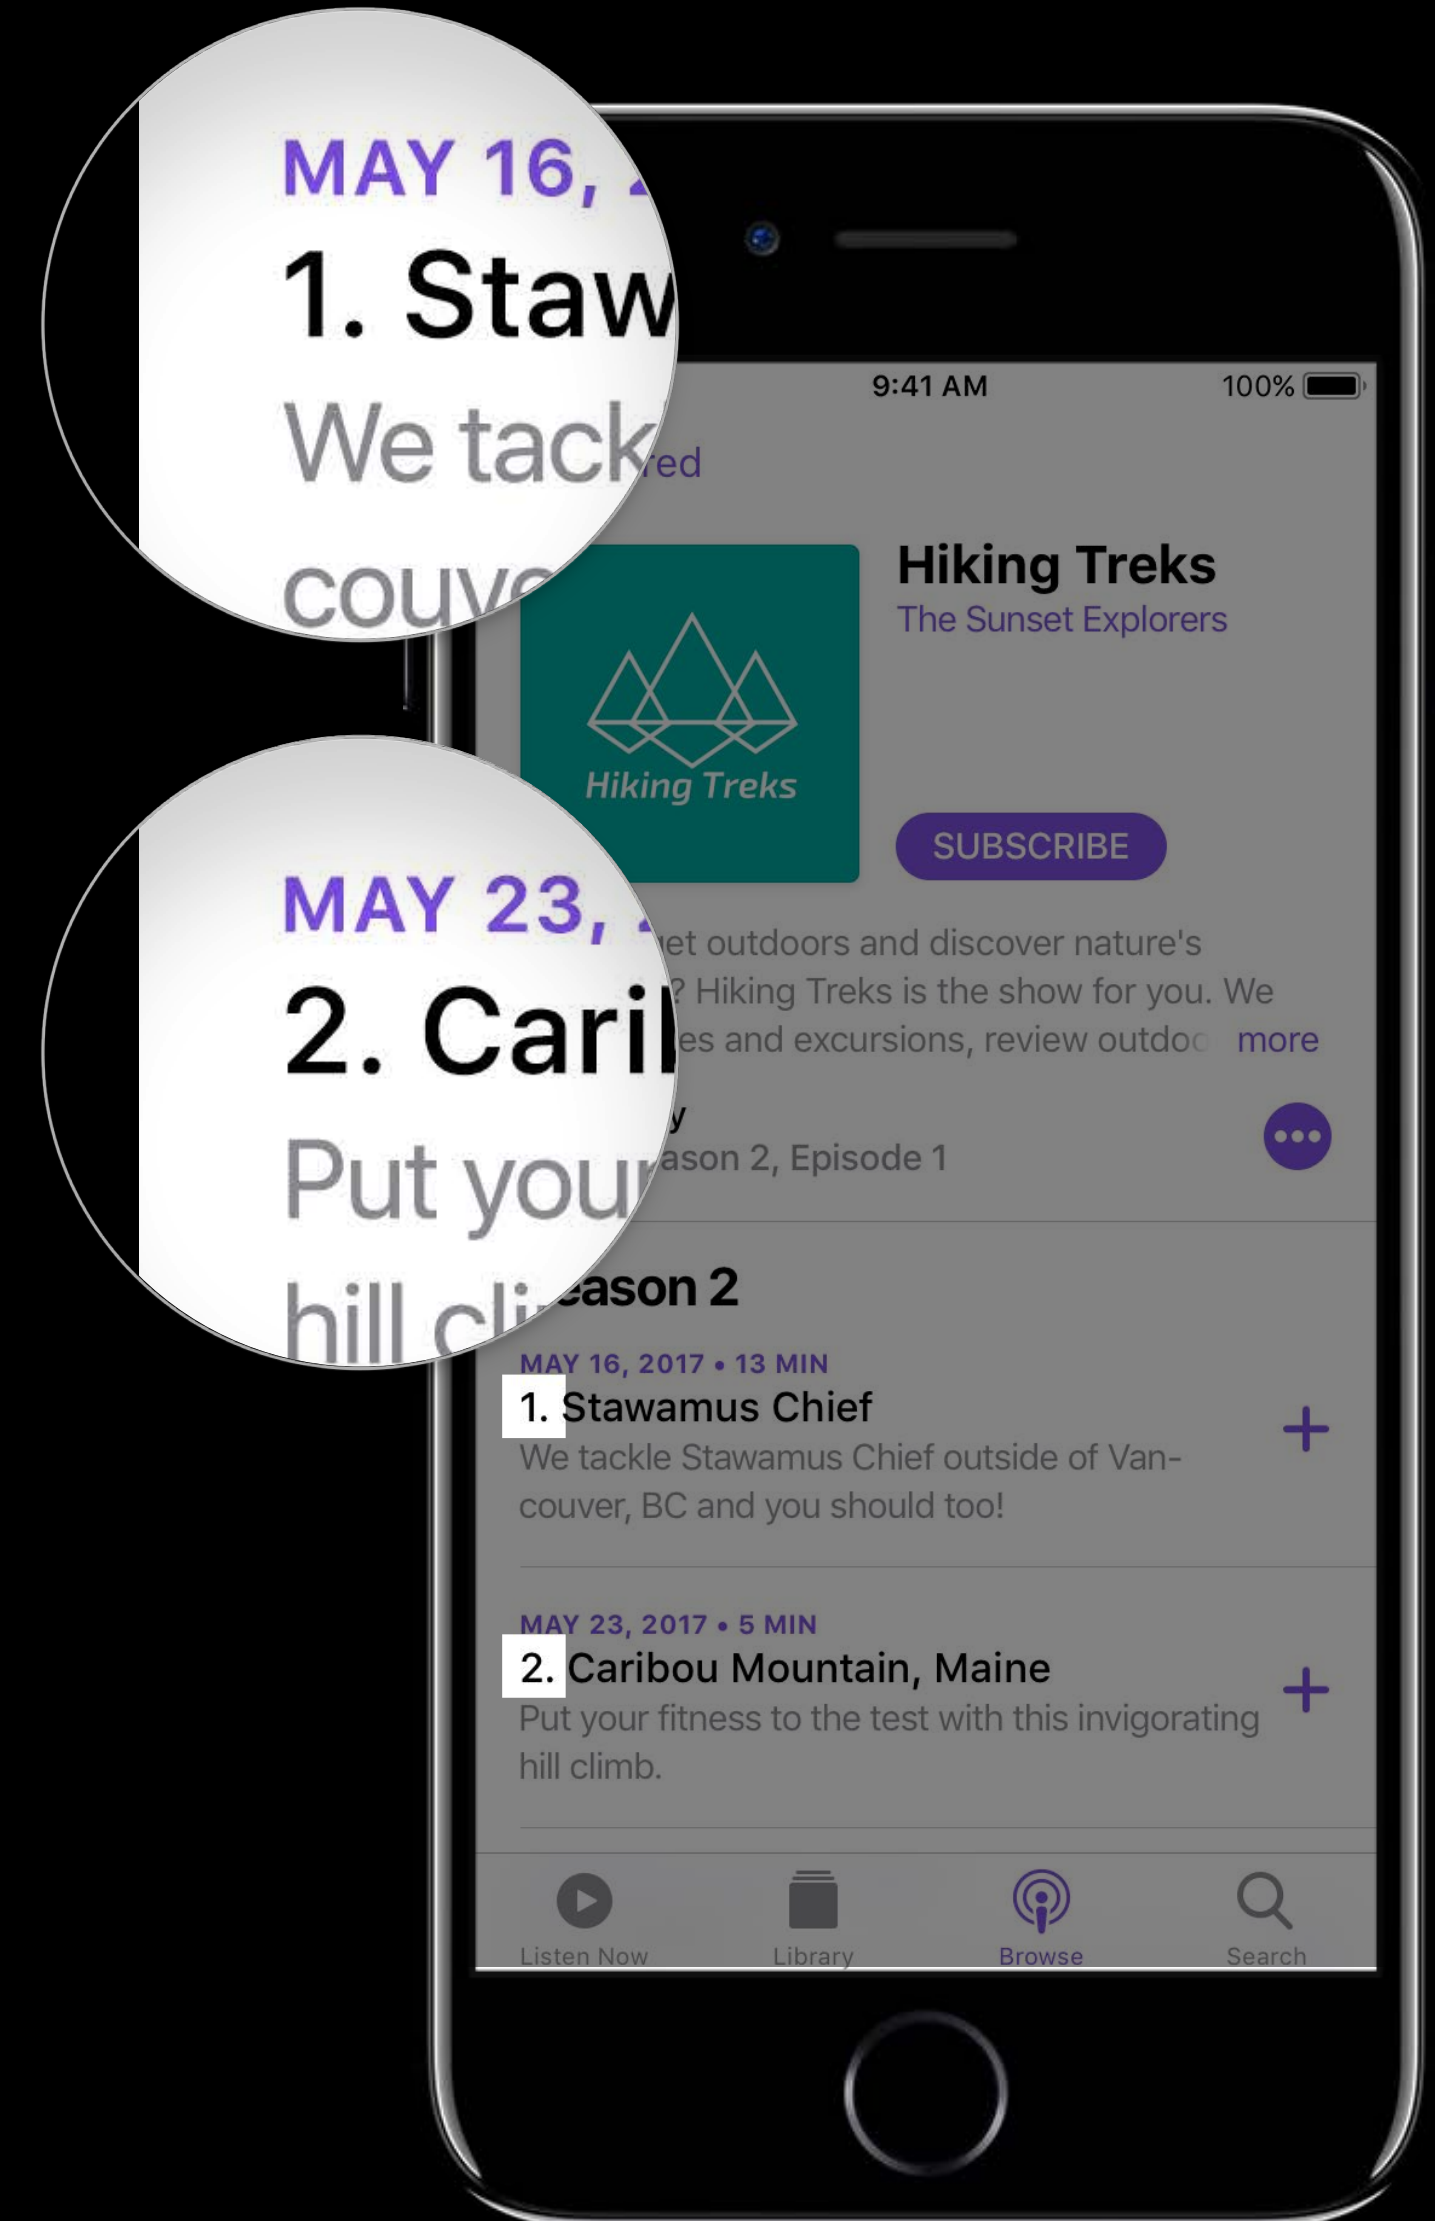 MAY 16,
1. Staw
We tack
couve
9:41 AM
100%
red
Hiking Treks
The Sunset Explorers
Hiking Treks
SUBSCRIBE
MAY 23,
2. Carib
Put your
hill cli
et outdoors and discover nature's
? Hiking Treks is the show for you. We
es and excursions, review outdoo more
y
ason 2, Episode 1
eason 2
MAY 16, 2017 • 13 MIN
1. Stawamus Chief
We tackle Stawamus Chief outside of Van-
couver, BC and you should too!
MAY 23, 2017 • 5 MIN
2. Caribou Mountain, Maine
Put your fitness to the test with this invigorating
hill climb.
Listen Now
Library
Browse
Search